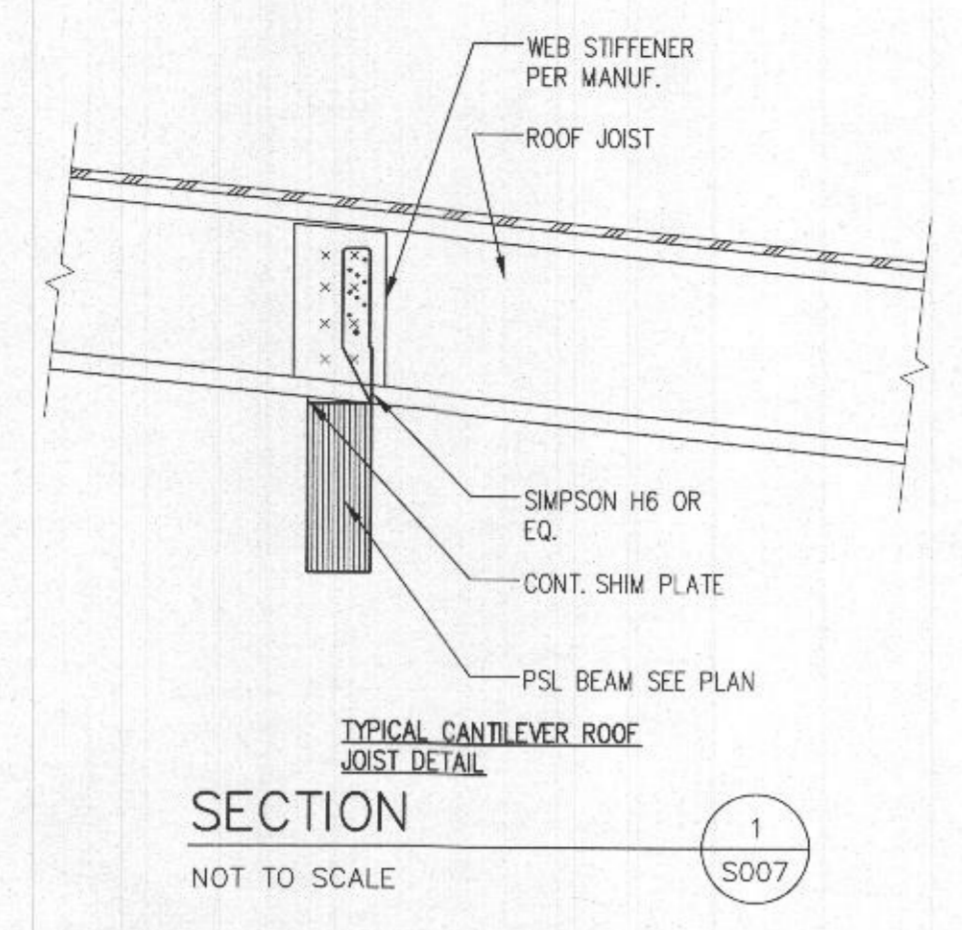 WEB STIFFENER
PER MANUF.
ROOF JOIST
SIMPSON H6 OR
EQ.
CONT. SHIM PLATE
PSL BEAM SEE PLAN
TYPICAL CANTILEVER ROOF
JOIST DETAIL
SECTION
NOT TO SCALE
1
S007